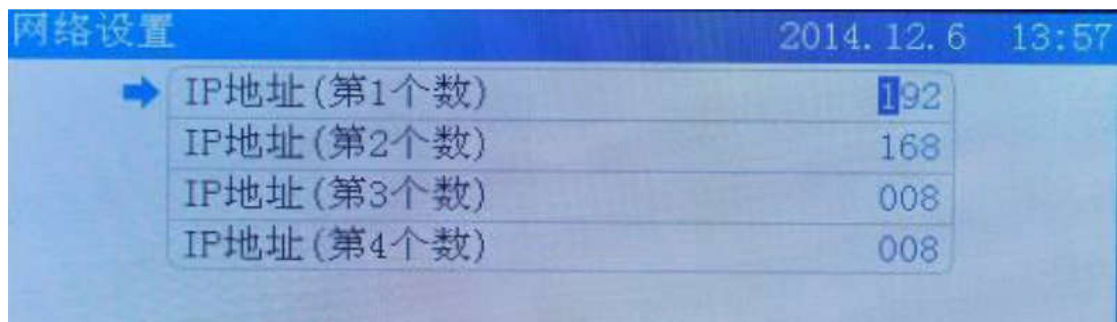 网络设置 2014.12.6 13:57
IP地址(第1个数) 192
IP地址(第2个数) 168
IP地址(第3个数) 008
IP地址(第4个数) 008